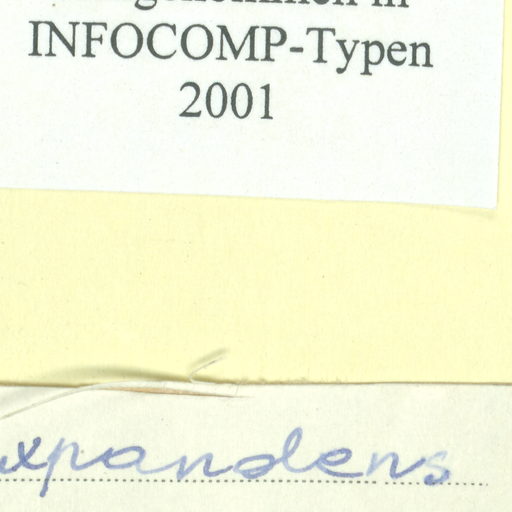 INFOCOMP-Typen
2001
xpandens